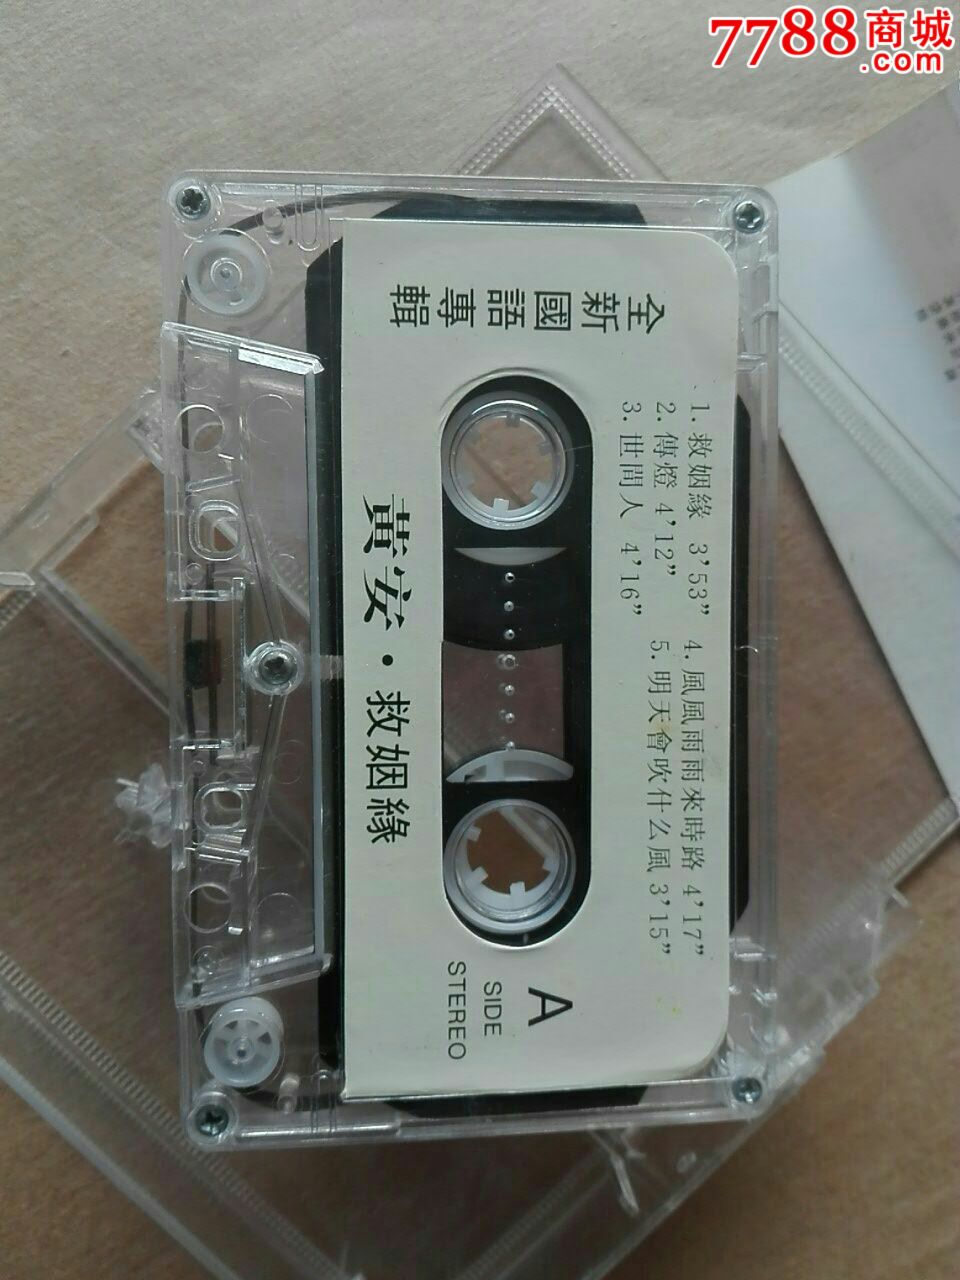 7788商城
.com
全新國語專輯
1. 救姻緣 3’53”
2. 傳燈 4’12”
3. 世間人 4’16”
4. 風風雨雨來時路 4’17”
5. 明天會吹什么風 3’15”
黃安·救姻緣
A
SIDE
STEREO